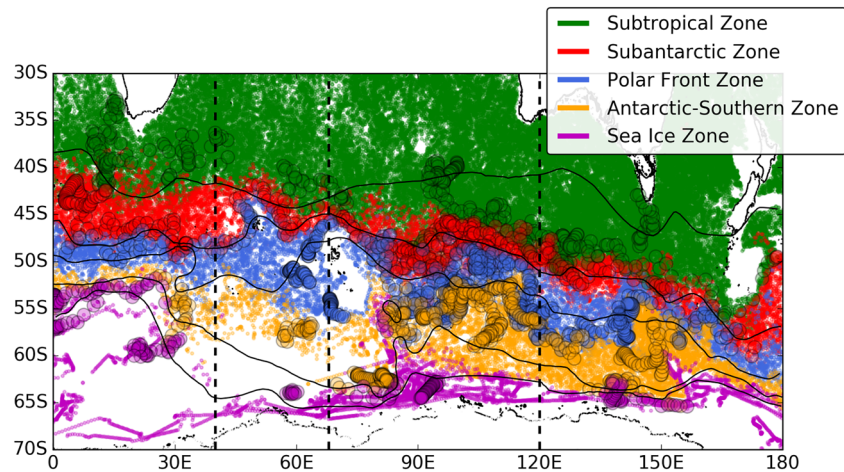 Subtropical Zone
Subantarctic Zone
Polar Front Zone
Antarctic-Southern Zone
Sea Ice Zone
30S
35S
40S
45S
50S
55S
60S
65S
70S
0 30E 60E 90E 120E 150E 180